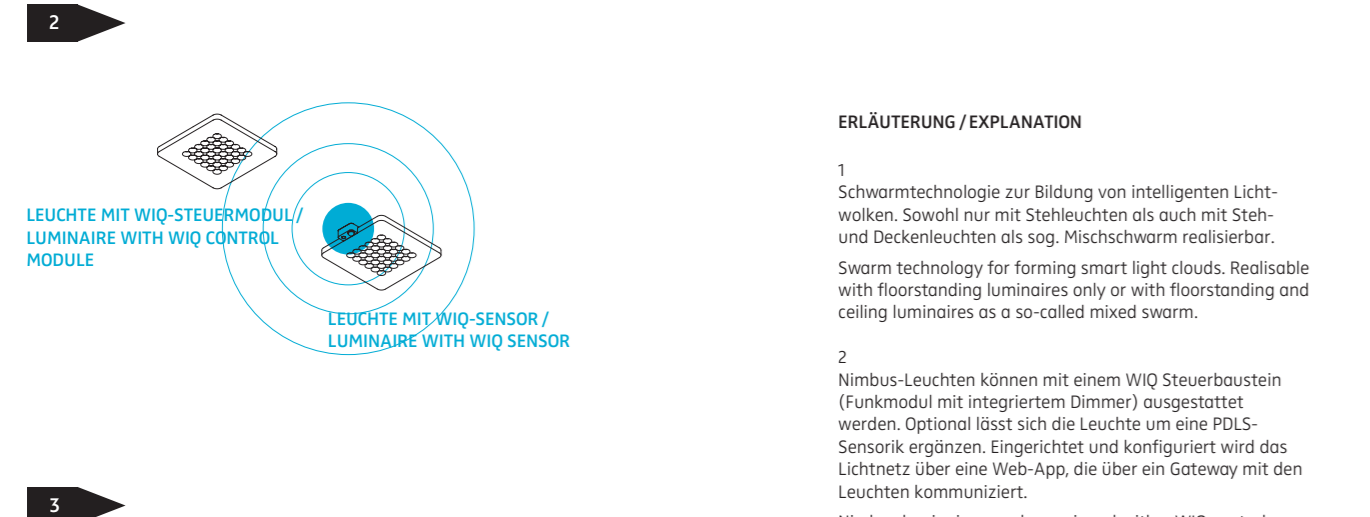 2
LEUCHTE MIT WIQ-STEUERMODUL /
LUMINAIRE WITH WIQ CONTROL
MODULE
LEUCHTE MIT WIQ-SENSOR /
LUMINAIRE WITH WIQ SENSOR
3
ERLÄUTERUNG / EXPLANATION
1
Schwarmtechnologie zur Bildung von intelligenten Licht-
wolken. Sowohl nur mit Stehleuchten als auch mit Steh-
und Deckenleuchten als sog. Mischschwarm realisierbar.
Swarm technology for forming smart light clouds. Realisable
with floorstanding luminaires only or with floorstanding and
ceiling luminaires as a so-called mixed swarm.
2
Nimbus-Leuchten können mit einem WIQ Steuerbaustein
(Funkmodul mit integriertem Dimmer) ausgestattet
werden. Optional lässt sich die Leuchte um eine PDLS-
Sensorik ergänzen. Eingerichtet und konfiguriert wird das
Lichtnetz über eine Web-App, die über ein Gateway mit den
Leuchten kommuniziert.